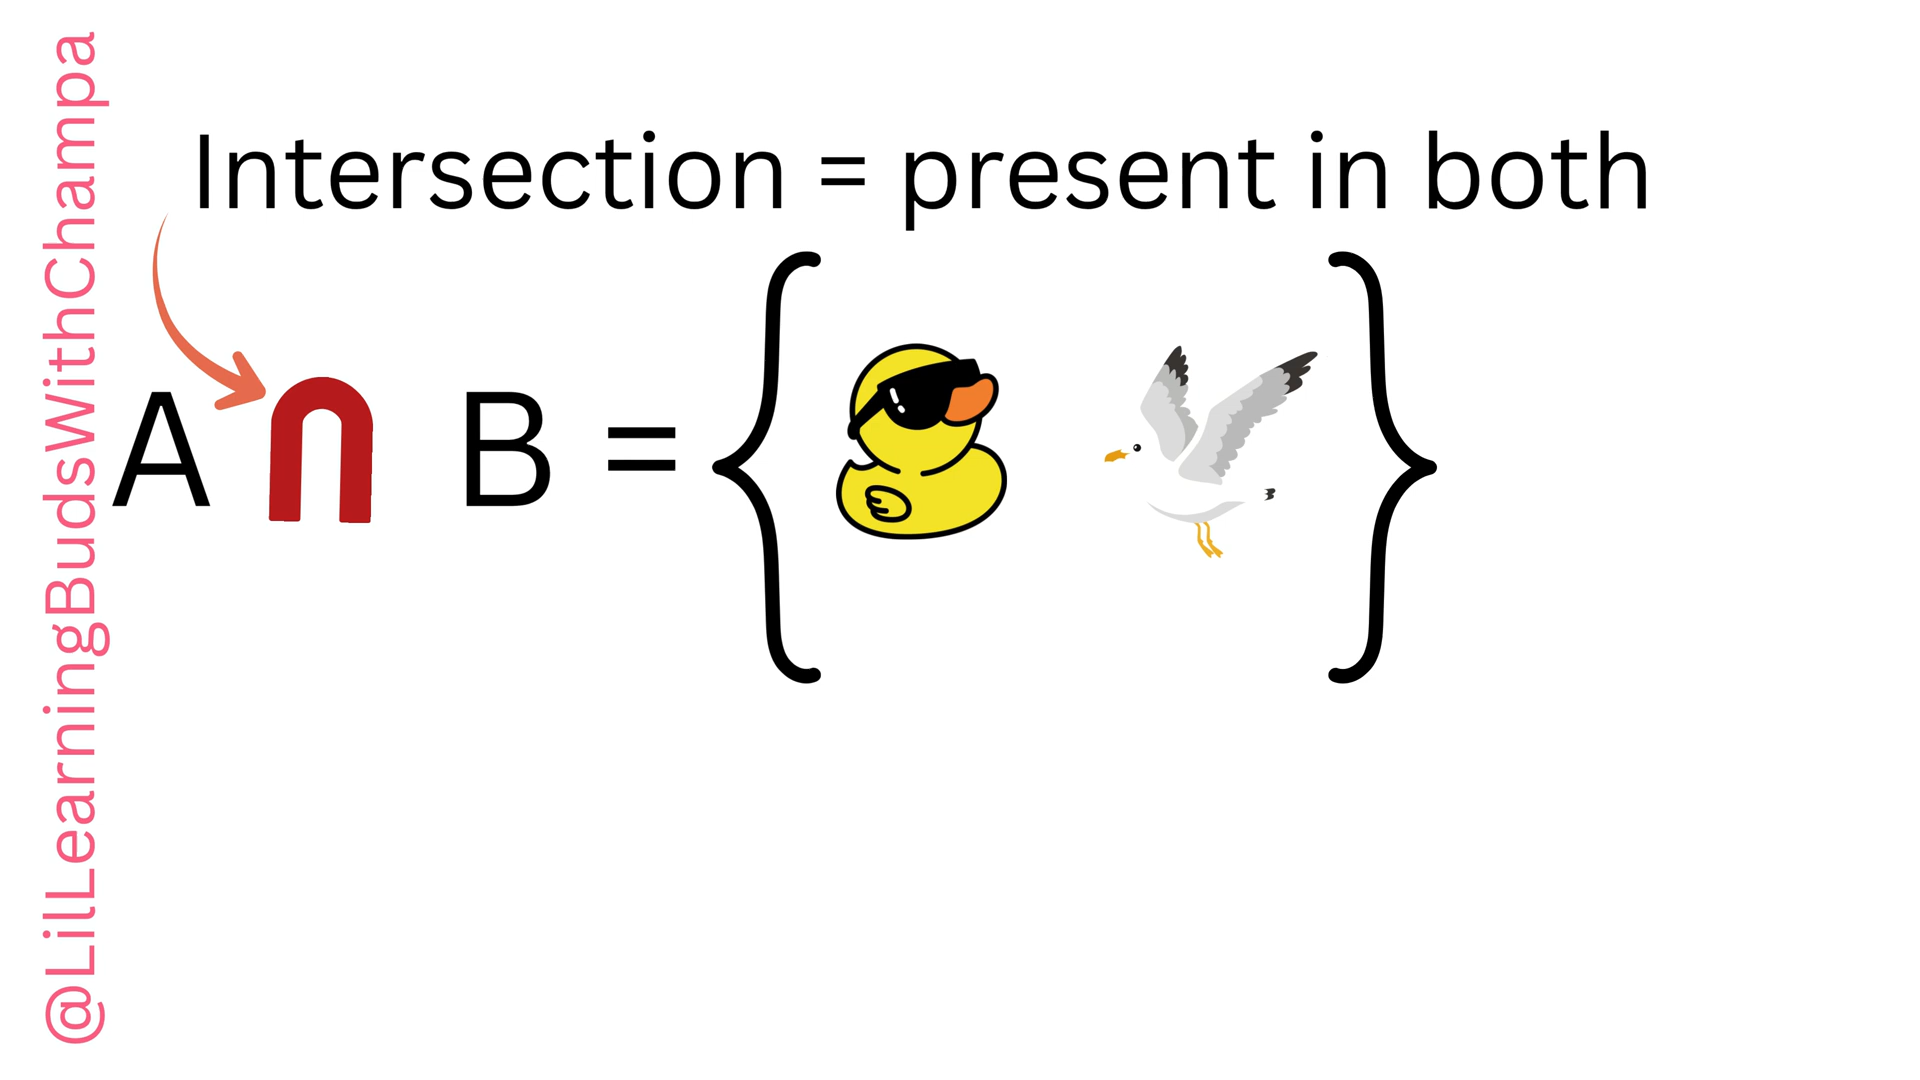 Intersection = present in both
A ∩ B = { }
@LilLearningBudsWithChampa